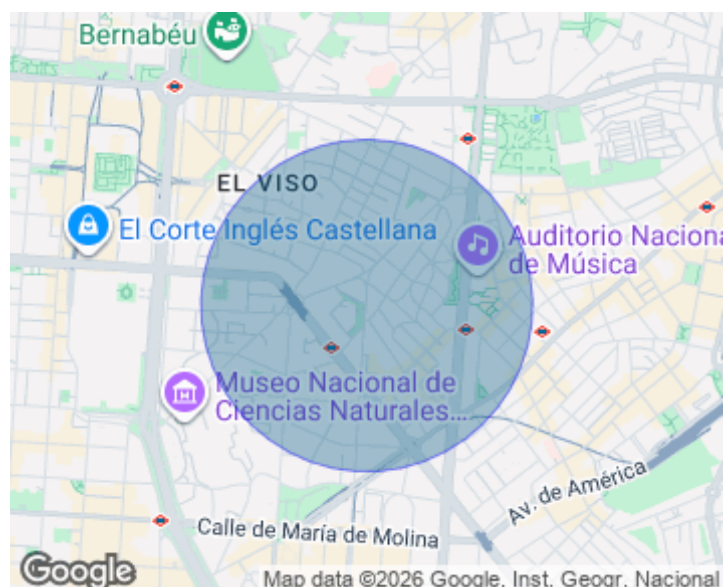 Bernabéu
EL VISO
El Corte Inglés Castellana
Auditorio Naciona
de Música
Museo Nacional de
Ciencias Naturales...
Av. de América
Calle de María de Molina
Google
Map data ©2026 Google, Inst. Geogr. Nacional